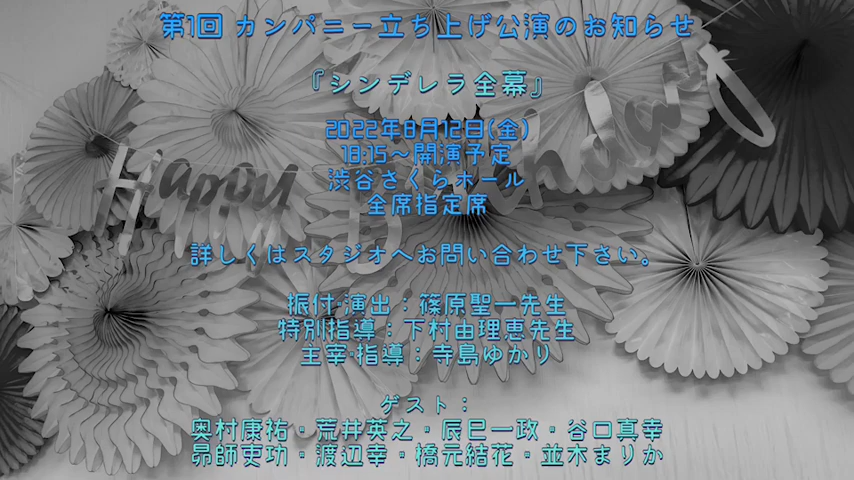 第1回 カンパニー立ち上げ公演のお知らせ
『シンデレラ全幕』
2022年8月12日(金)
18:15～開演予定
渋谷さくらホール
全席指定席
Happy Birthday
詳しくはスタジオへお問い合わせ下さい。
振付・演出：篠原聖一先生
特別指導：下村由理恵先生
主宰・指導：寺島ゆかり
ゲスト：
奥村康祐・荒井英之・辰巳一政・谷口真幸
昴師吏功・渡辺幸・橋元結花・並木まりか